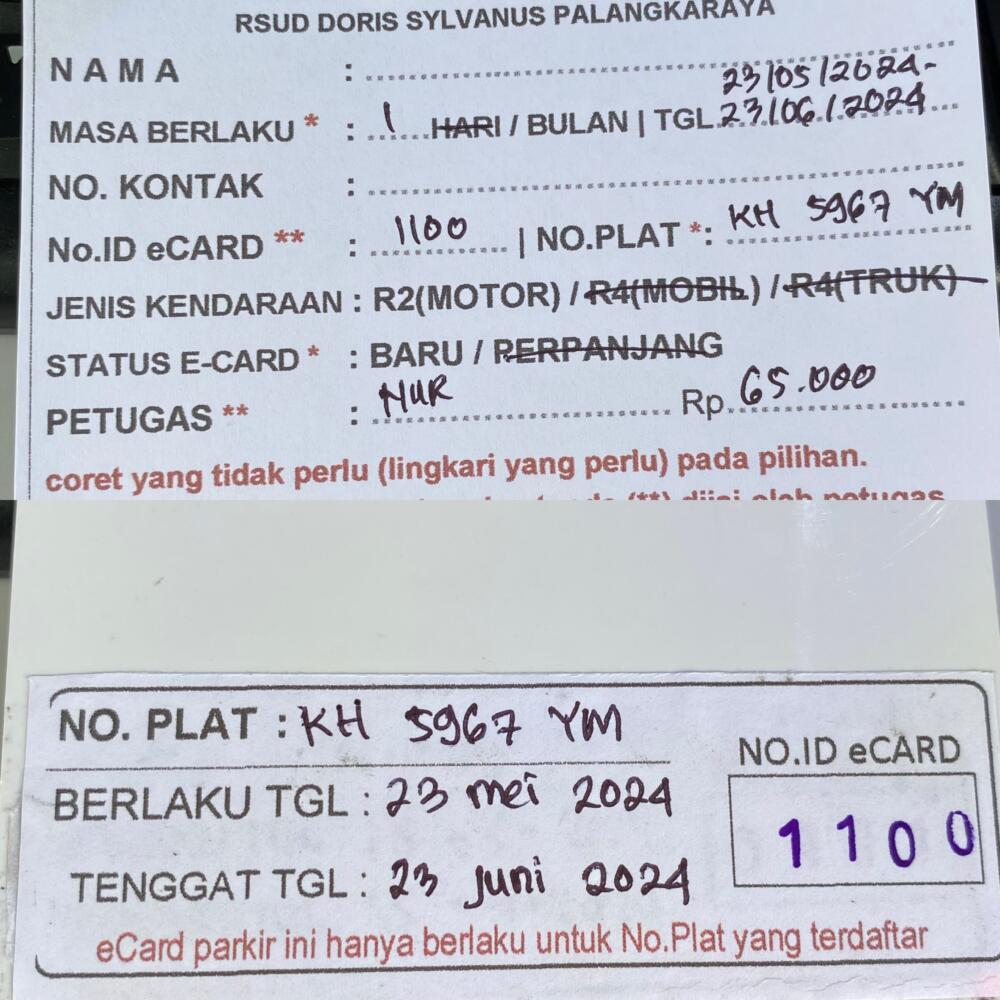 RSUD DORIS SYLVANUS PALANGKARAYA
N A M A :
23/05/2024-
MASA BERLAKU * : 1 HARI / BULAN | TGL 23/06/2024
NO. KONTAK :
No.ID eCARD ** : 1100 | NO.PLAT *: KH 5967 YM
JENIS KENDARAAN : R2(MOTOR) / R4(MOBIL) / R4(TRUK)
STATUS E-CARD * : BARU / PERPANJANG
PETUGAS ** : NUR Rp 65.000
coret yang tidak perlu (lingkari yang perlu) pada pilihan.
(**) diisi oleh petugas
NO. PLAT : KH 5967 YM
NO.ID eCARD
BERLAKU TGL : 23 mei 2024
1100
TENGGAT TGL : 23 juni 2024
eCard parkir ini hanya berlaku untuk No.Plat yang terdaftar